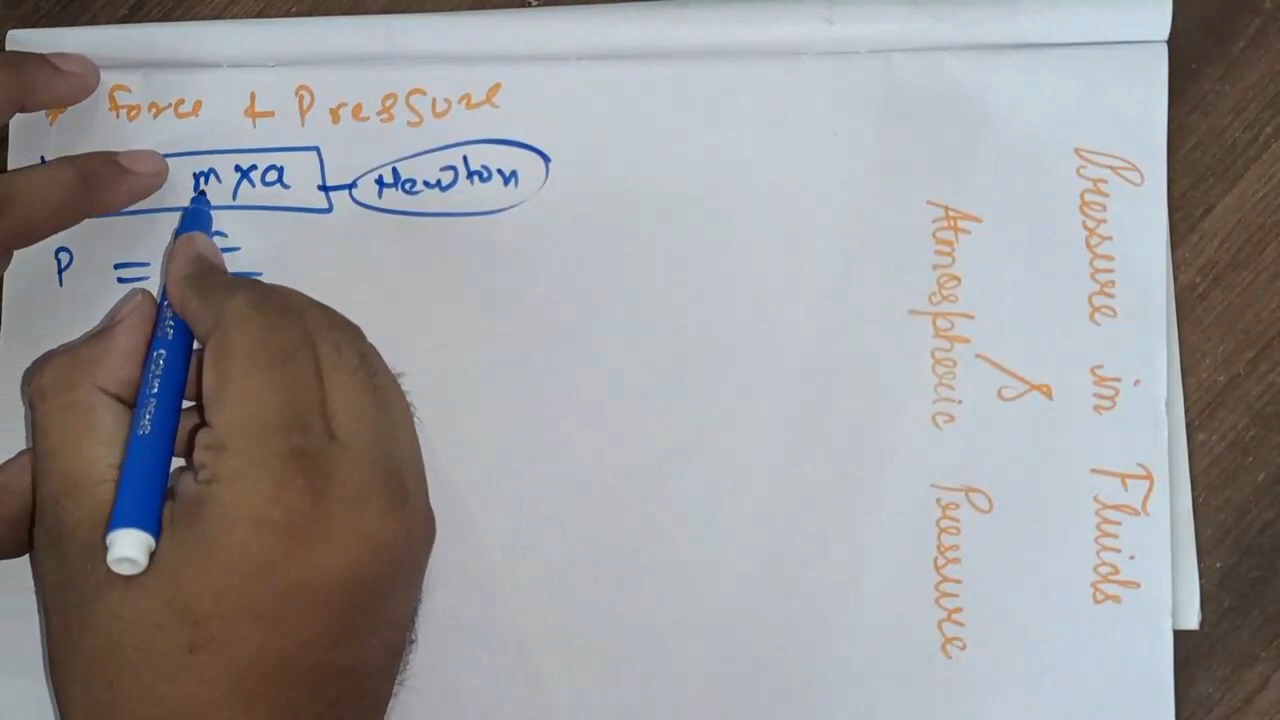 Force & Pressure
m x a Newton
P =
Pressure in Fluids
&
Atmospheric Pressure